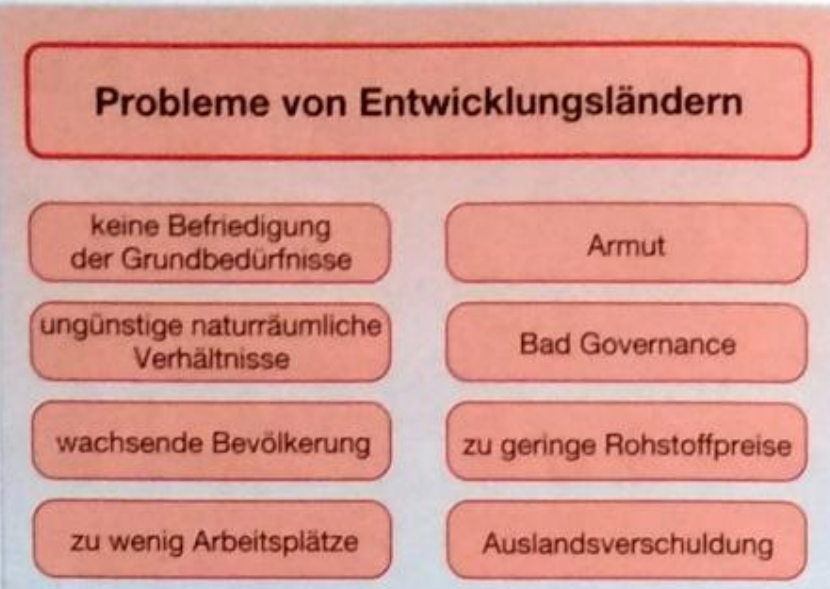 Probleme von Entwicklungsländern
keine Befriedigung
der Grundbedürfnisse
Armut
ungünstige naturräumliche
Verhältnisse
Bad Governance
wachsende Bevölkerung
zu geringe Rohstoffpreise
zu wenig Arbeitsplätze
Auslandsverschuldung